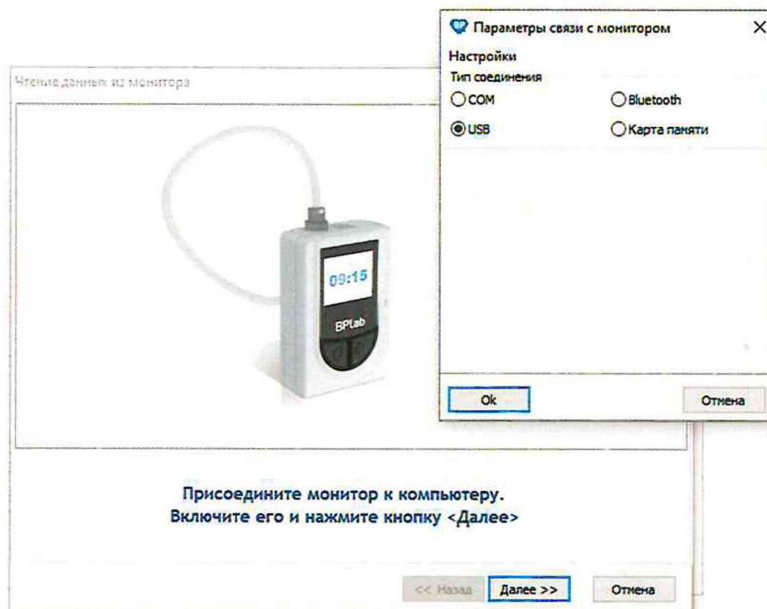 Параметры связи с монитором
Настройки
Тип соединения
COM
Bluetooth
USB
Карта памяти
Ok
Отмена
Чтение данных из монитора
09:15
BPLab
Присоедините монитор к компьютеру.
Включите его и нажмите кнопку <Далее>
<< Назад
Далее >>
Отмена